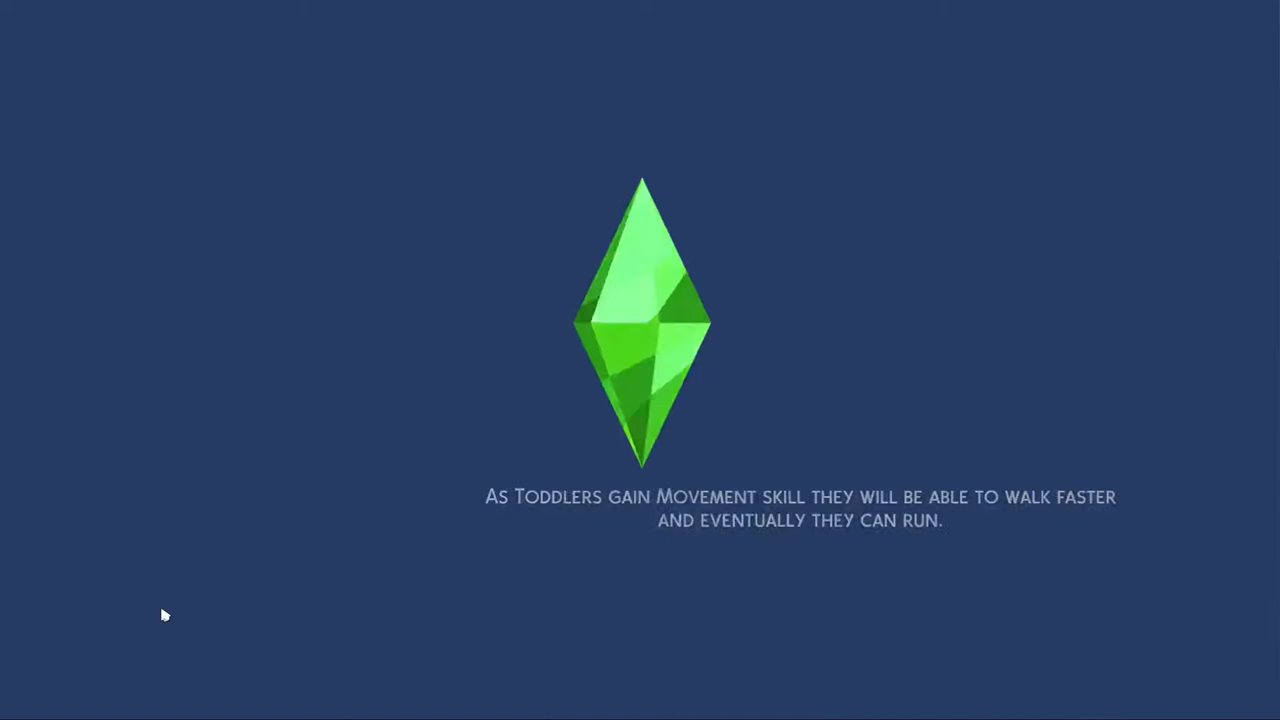 As Toddlers gain Movement skill they will be able to walk faster
and eventually they can run.